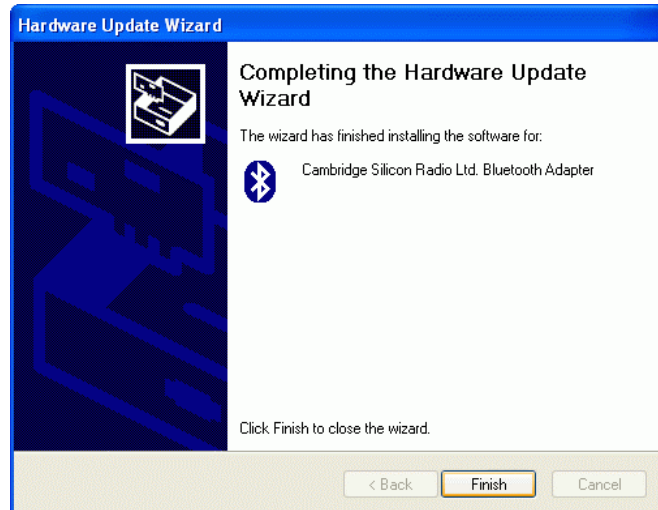 Hardware Update Wizard
Completing the Hardware Update
Wizard
The wizard has finished installing the software for:
Cambridge Silicon Radio Ltd. Bluetooth Adapter
Click Finish to close the wizard.
< Back Finish Cancel